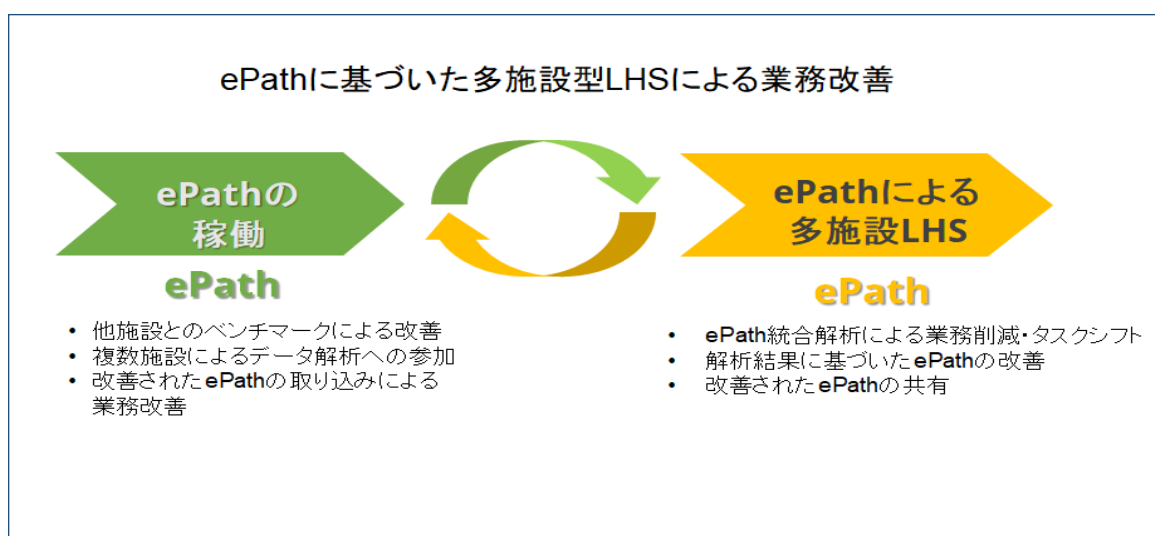 ePathに基づいた多施設型LHSによる業務改善
ePathの
稼働
ePath
• 他施設とのベンチマークによる改善
• 複数施設によるデータ解析への参加
• 改善されたePathの取り込みによる
業務改善
ePathによる
多施設LHS
ePath
• ePath統合解析による業務削減・タスクシフト
• 解析結果に基づいたePathの改善
• 改善されたePathの共有